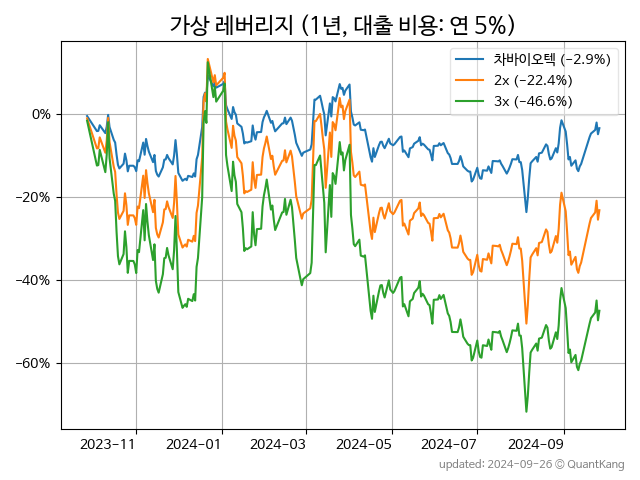 가상 레버리지 (1년, 대출 비용: 연 5%)
차바이오텍 (−2.9%)
2x (−22.4%)
3x (−46.6%)
0%
−20%
−40%
−60%
2023−11 2024−01 2024−03 2024−05 2024−07 2024−09
updated: 2024-09-26 © QuantKang